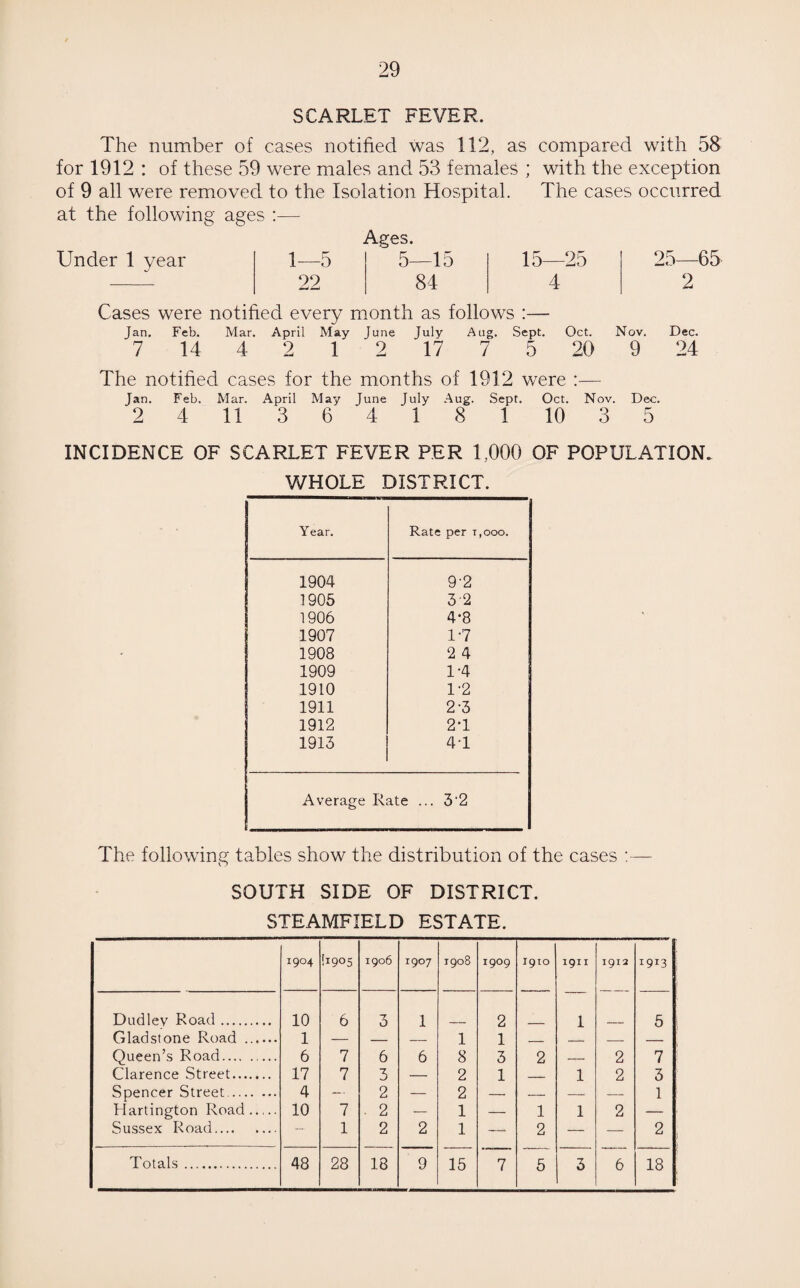 29
SCARLET FEVER.
The number of cases notified was 112, as compared with 58
for 1912 : of these 59 were males and 53 females ; with the exception
of 9 all were removed to the Isolation Hospital. The cases occurred
at the following ages :—
Ages.
Under 1 year 1—5 5—15 15—25 25—65
—— 22 84 4 2
Cases were notified every month as follows :—
Jan. Feb. Mar. April May June July Aug. Sept. Oct. Nov. Dec.
7 14 4 2 1 2 17 7 5 20 9 24
The notified cases for the months of 1912 were :—
Jan. Feb. Mar. April May June July Aug. Sept. Oct. Nov. Dec.
2 4 11 3 6 4 1 8 1 10 3 5
INCIDENCE OF SCARLET FEVER PER 1,000 OF POPULATION.
WHOLE DISTRICT.
Year. Rate per 1,000.
1904 9·2
1905 3·2
1906 4·8
1907 1·7
1908 2 4
1909 1·4
1910 1·2
1911 2·3
1912 2·1
1913 4·1
Average Rate ... 3·2
The following tables show the distribution of the cases :—
SOUTH SIDE OF DISTRICT.
STEAMFIELD ESTATE.
1904 1905 1906 1907 1908 1909 1910 1911 1912 1913
Dudley Road ......... 10 6 3 1 — 2 — 1 — 5
Gladstone Road ...... 1 — — — 1 1 — — — —
Queen's Road.... ..... 6 7 6 6 8 3 2 — 2 7
Clarence Street....... 17 7 3 — 2 1 — 1 2 3
Spencer Street..... ... 4 — 2 — 2 — — — — 1
Hartington Road ..... 10 7 2 — 1 — 1 1 2 —
Sussex Road.... .... — 1 2 2 1 — 2 — — 2
Totals .................. 48 28 18 9 15 7 5 3 6 18